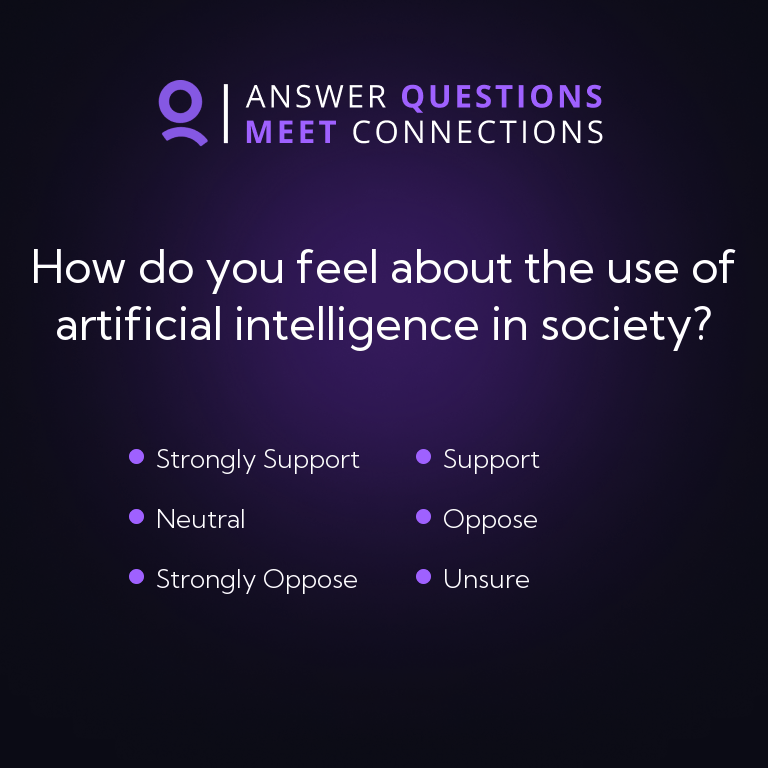 ANSWER QUESTIONS
MEET CONNECTIONS
How do you feel about the use of
artificial intelligence in society?
Strongly Support
Support
Neutral
Oppose
Strongly Oppose
Unsure